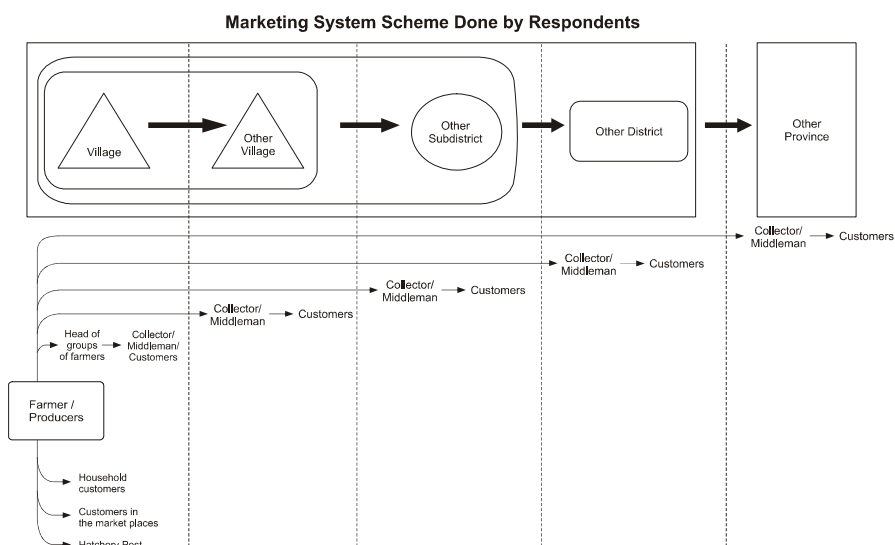 Marketing System Scheme Done by Respondents
Village
Other
Village
Other
Subdistrict
Other District
Other
Province
Collector/
Middleman
Customers
Collector/
Middleman
Customers
Collector/
Middleman
Customers
Collector/
Middleman
Customers
Head of
groups
of farmers
Collector/
Middleman/
Customers
Farmer /
Producers
Household
customers
Customers in
the market places
Hatchery Post